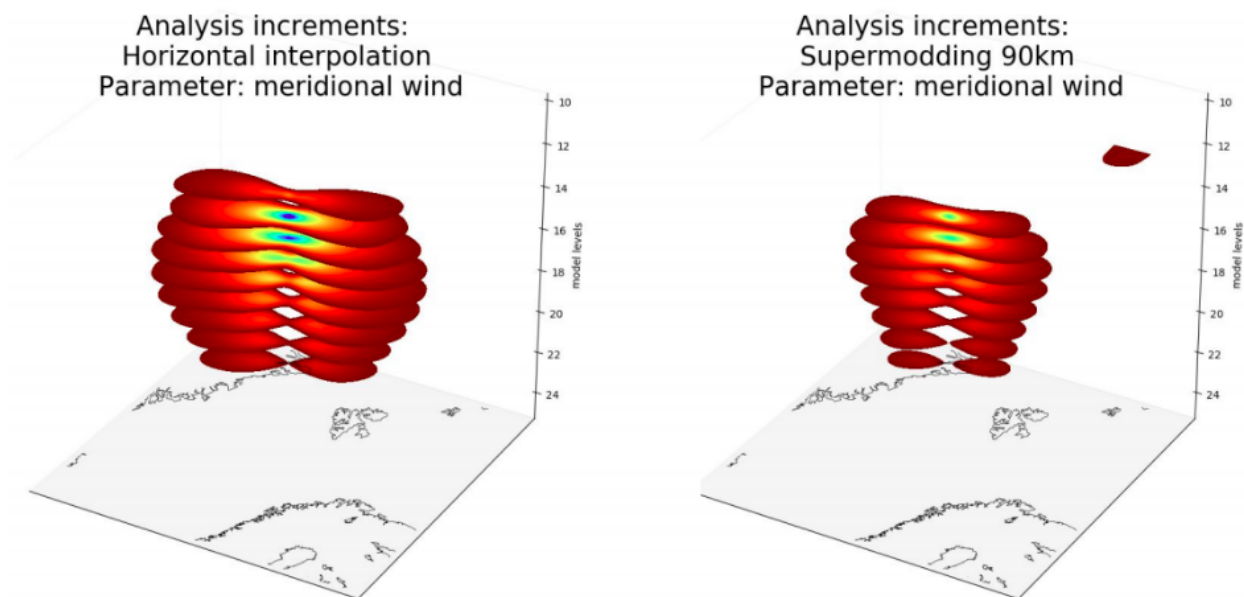 Analysis increments:
Horizontal interpolation
Parameter: meridional wind
10
12
14
16
18
20
22
24
model levels
Analysis increments:
Supermodding 90km
Parameter: meridional wind
10
12
14
16
18
20
22
24
model levels